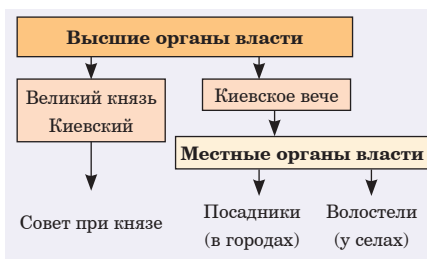 Высшие органы власти
Великий князь
Киевский
Киевское вече
Местные органы власти
Совет при князе
Посадники
(в городах)
Волостели
(у селах)